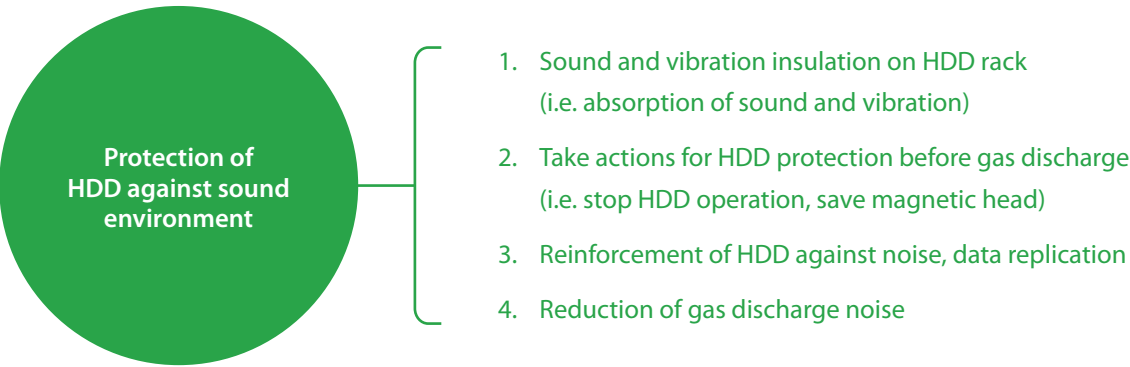 Protection of
HDD against sound
environment
1. Sound and vibration insulation on HDD rack
(i.e. absorption of sound and vibration)
2. Take actions for HDD protection before gas discharge
(i.e. stop HDD operation, save magnetic head)
3. Reinforcement of HDD against noise, data replication
4. Reduction of gas discharge noise